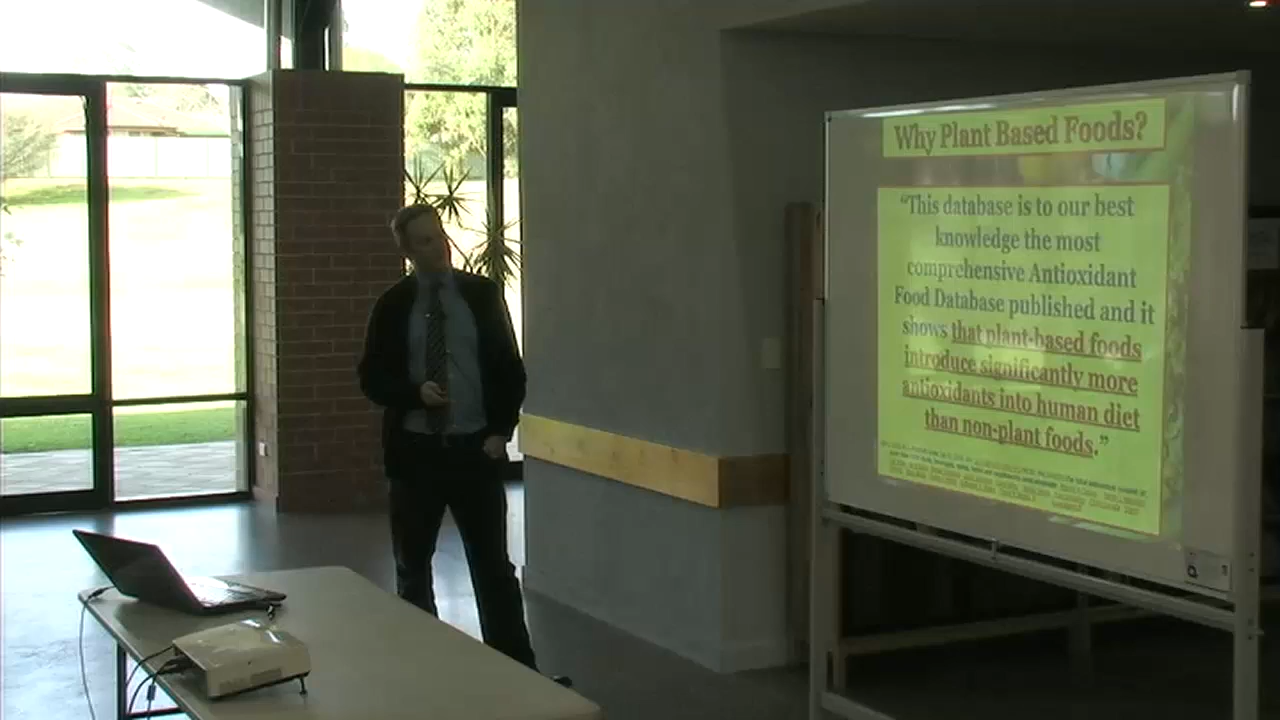 Why Plant Based Foods?
“This database is to our best
knowledge the most
comprehensive Antioxidant
Food Database published and it
shows that plant-based foods
introduce significantly more
antioxidants into human diet
than non-plant foods.”